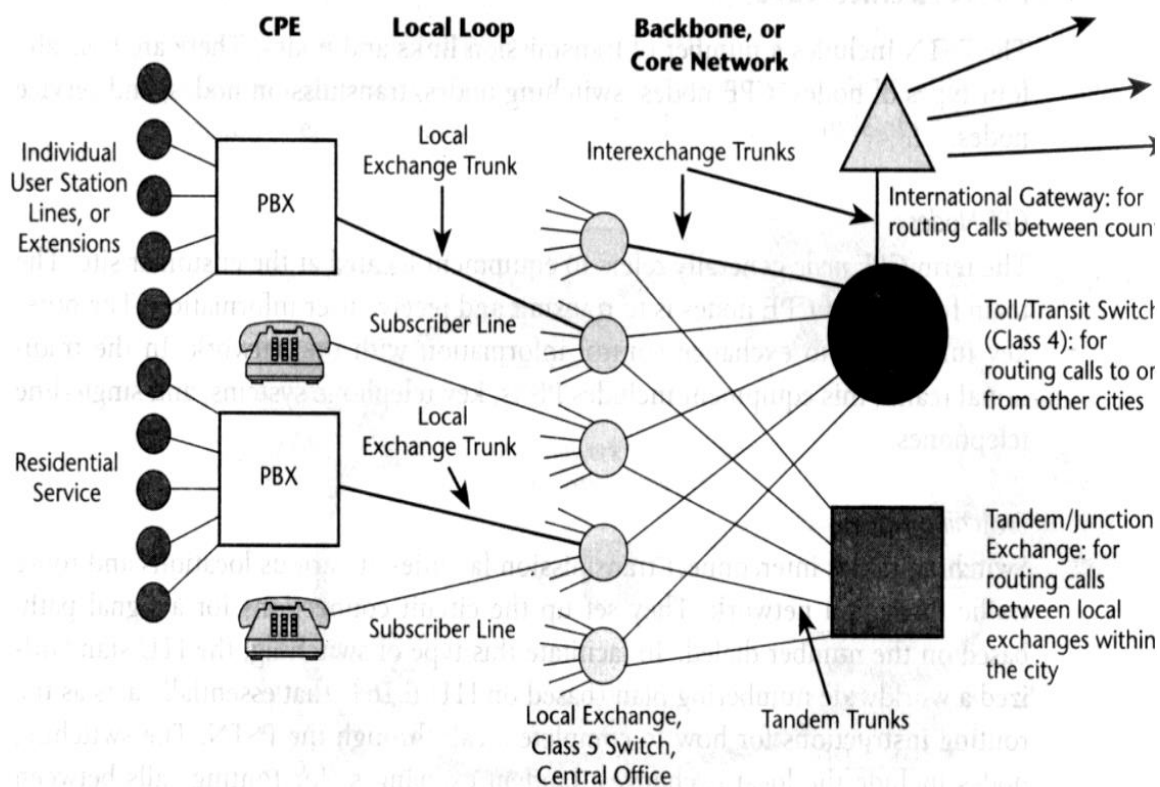 CPE
Local Loop
Backbone, or
Core Network
Individual
User Station
Lines, or
Extensions
PBX
Local
Exchange Trunk
Interexchange Trunks
International Gateway: for
routing calls between coun
Subscriber Line
Toll/Transit Switch
(Class 4): for
routing calls to or
from other cities
Residential
Service
PBX
Local
Exchange Trunk
Tandem/Junction
Exchange: for
routing calls
between local
exchanges within
the city
Subscriber Line
Local Exchange,
Class 5 Switch,
Central Office
Tandem Trunks